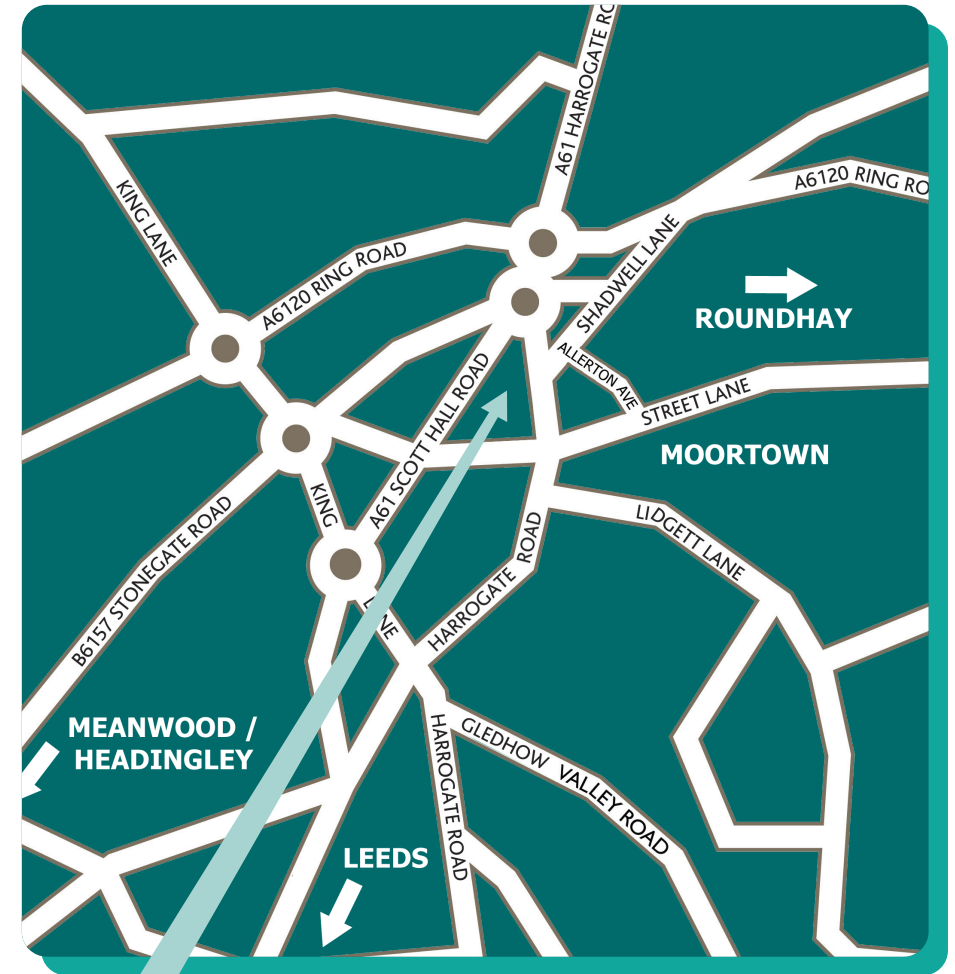 A61 HARROGATE RO
A6120 RING RO
KING LANE
A6120 RING ROAD
SHADWELL LANE
ROUNDHAY
ALLERTON AVE
STREET LANE
A61 SCOTT HALL ROAD
MOORTOWN
KING
LANE
B6157 STONEGATE ROAD
HARROGATE ROAD
LIDGETT LANE
MEANWOOD /
HEADINGLEY
HARROGATE ROAD
GLEDHOW VALLEY ROAD
LEEDS